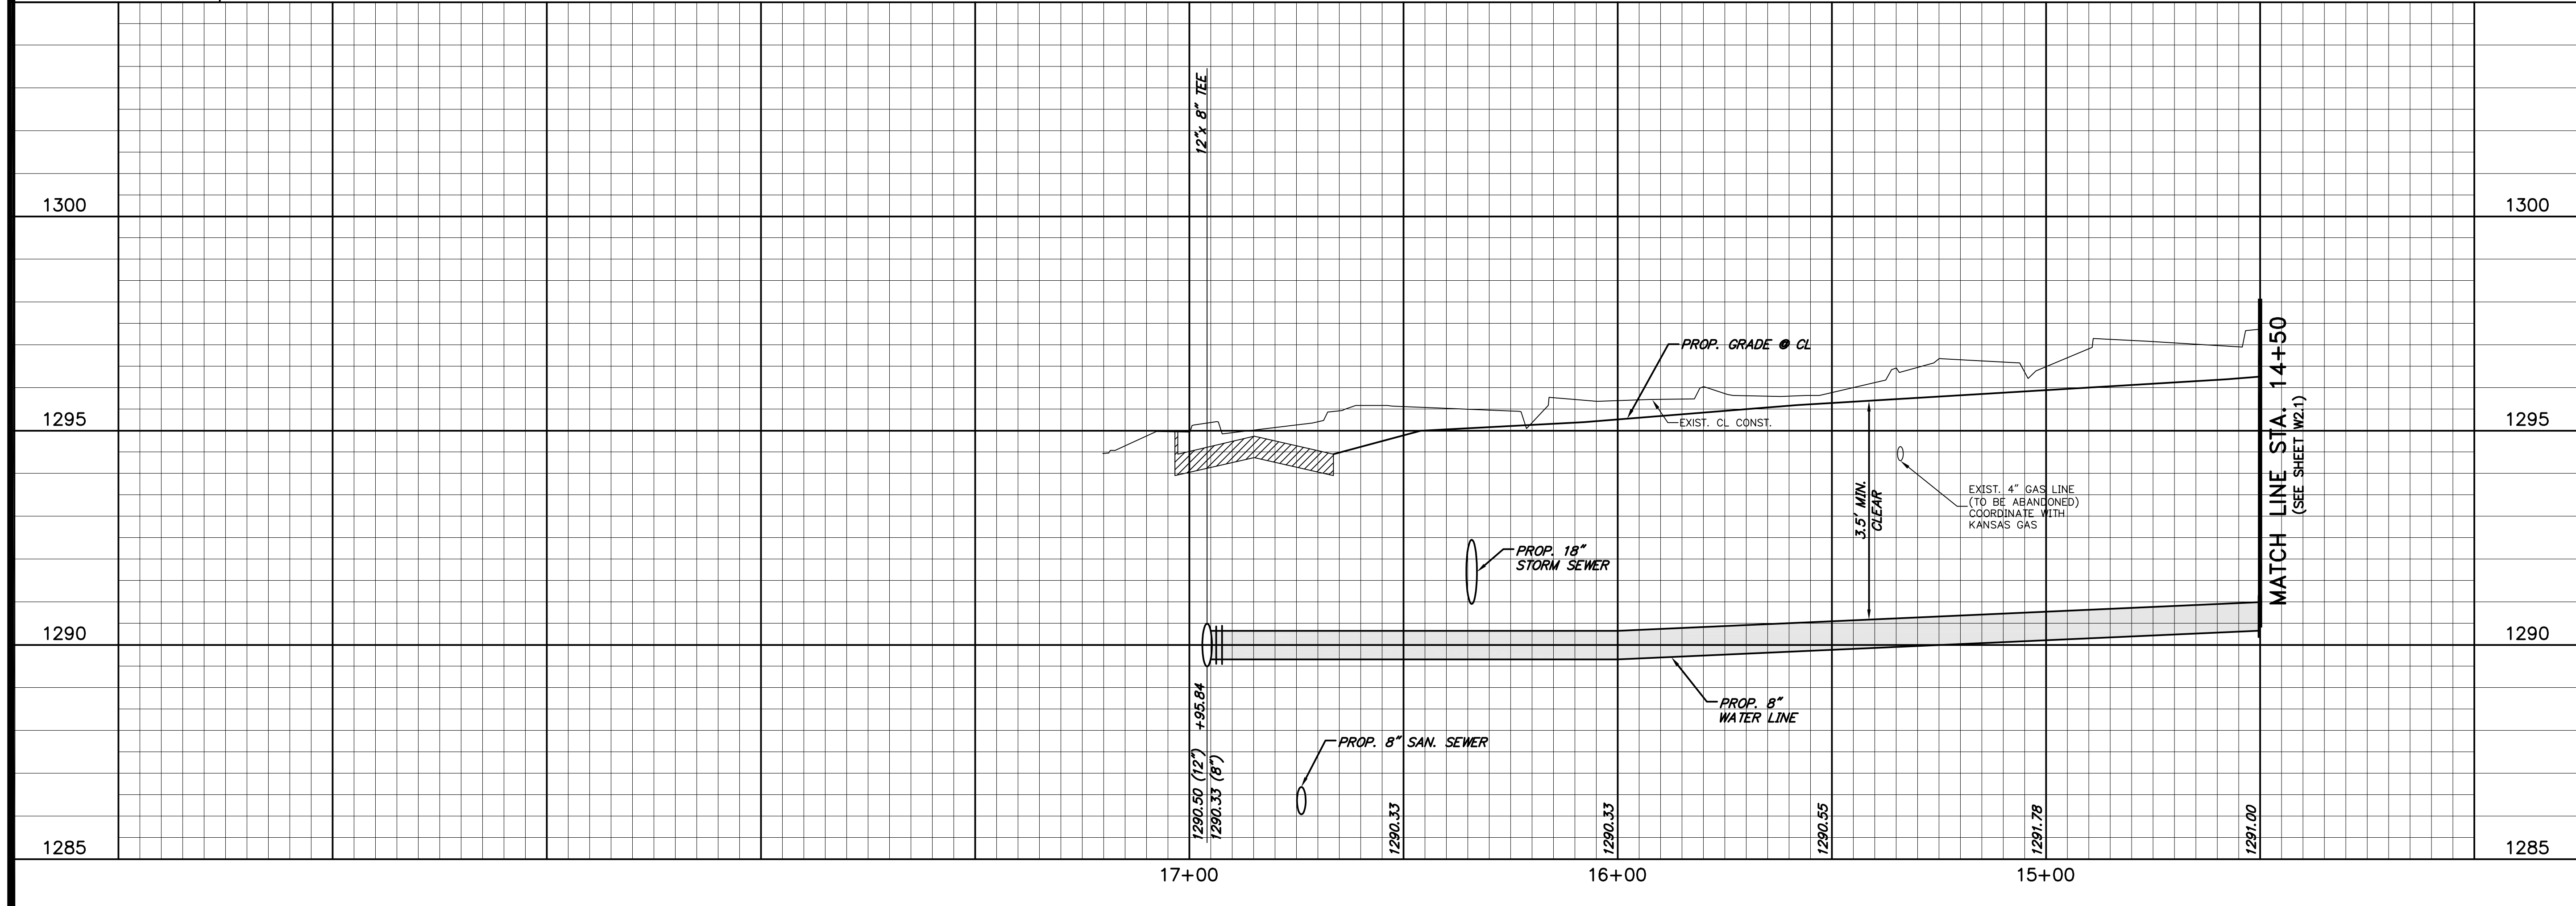 12"x 8" TEE
1300
1300
PROP. GRADE @ CL
EXIST. CL CONST.
1295
1295
MATCH LINE STA. 14+50
(SEE SHEET W2.1)
3.5' MIN.
CLEAR
EXIST. 4" GAS LINE
(TO BE ABANDONED)
COORDINATE WITH
KANSAS GAS
PROP. 18"
STORM SEWER
1290
1290
PROP. 8"
WATER LINE
PROP. 8" SAN. SEWER
1290.50 (12") +95.84
1290.33 (8")
1290.33
1290.33
1290.55
1291.78
1291.00
1285
1285
17+00
16+00
15+00